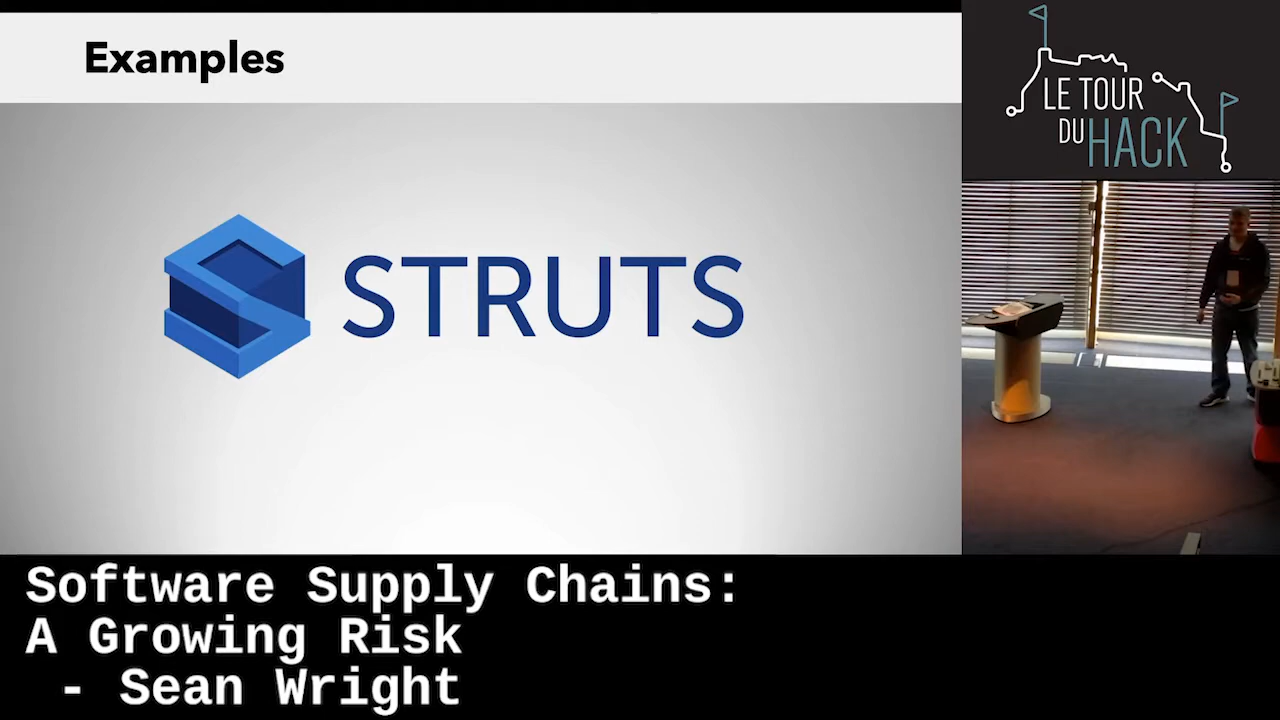 Examples
STRUTS
LE TOUR
DU HACK
Software Supply Chains:
A Growing Risk
- Sean Wright